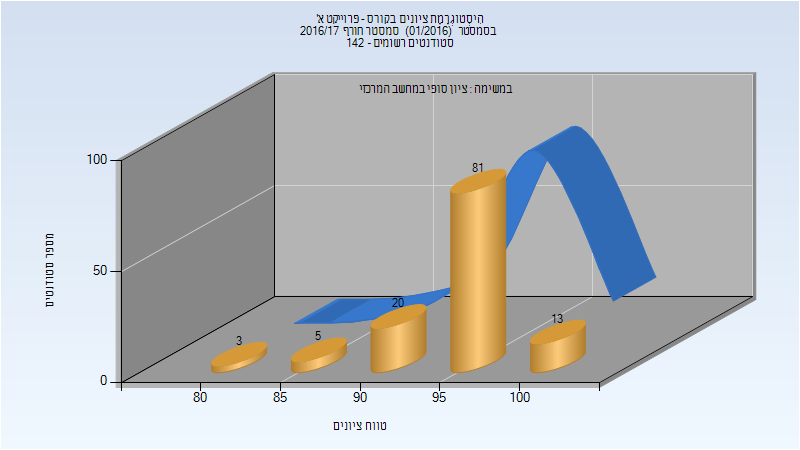 היסטוגרמת ציונים בקורס - פרוייקט א'
בסמסטר (01/2016) סמסטר חורף 2016/17
סטודנטים רשומים - 142
במשימה : ציון סופי במחשב המרכזי
100
50
0
מספר סטודנטים
3
5
20
81
13
80
85
90
95
100
טווח ציונים